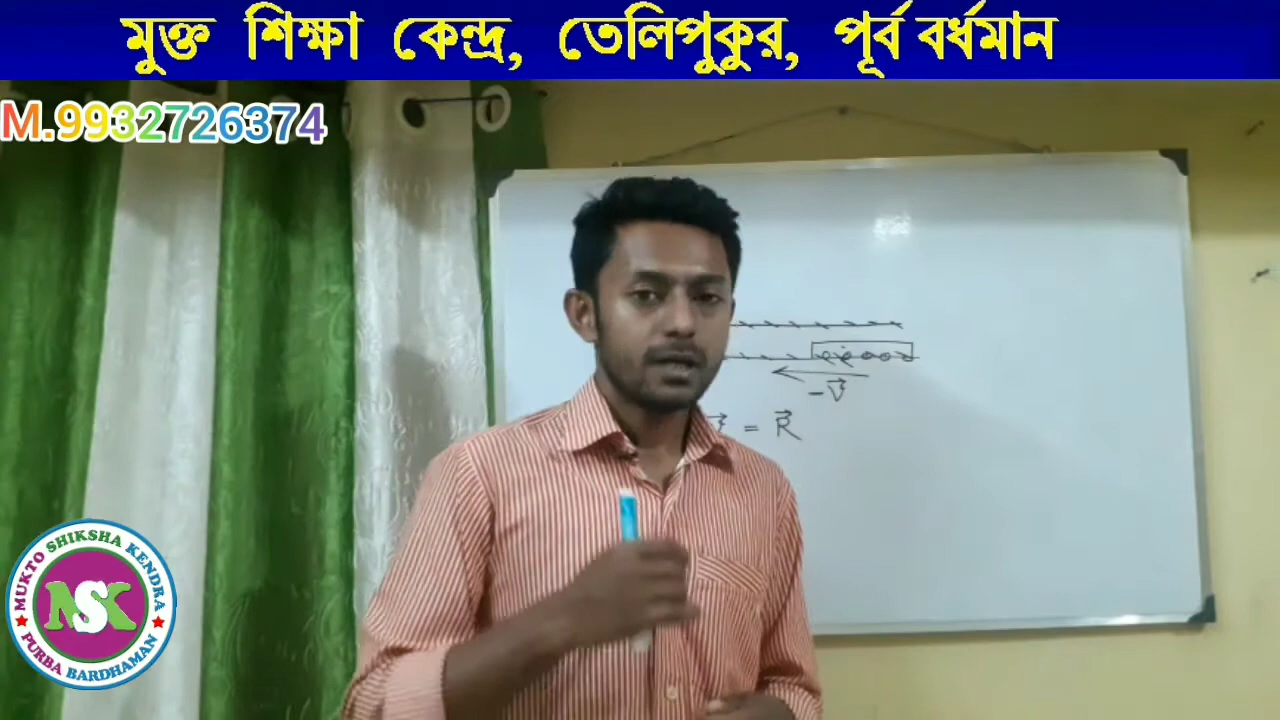 মুক্ত শিক্ষা কেন্দ্র, তেলিপুকুর, পূর্ব বর্ধমান
M.9932726374
-V⃗
= R⃗
MUKTO SHIKSHA KENDRA
MSK
PURBA BARDHAMAN